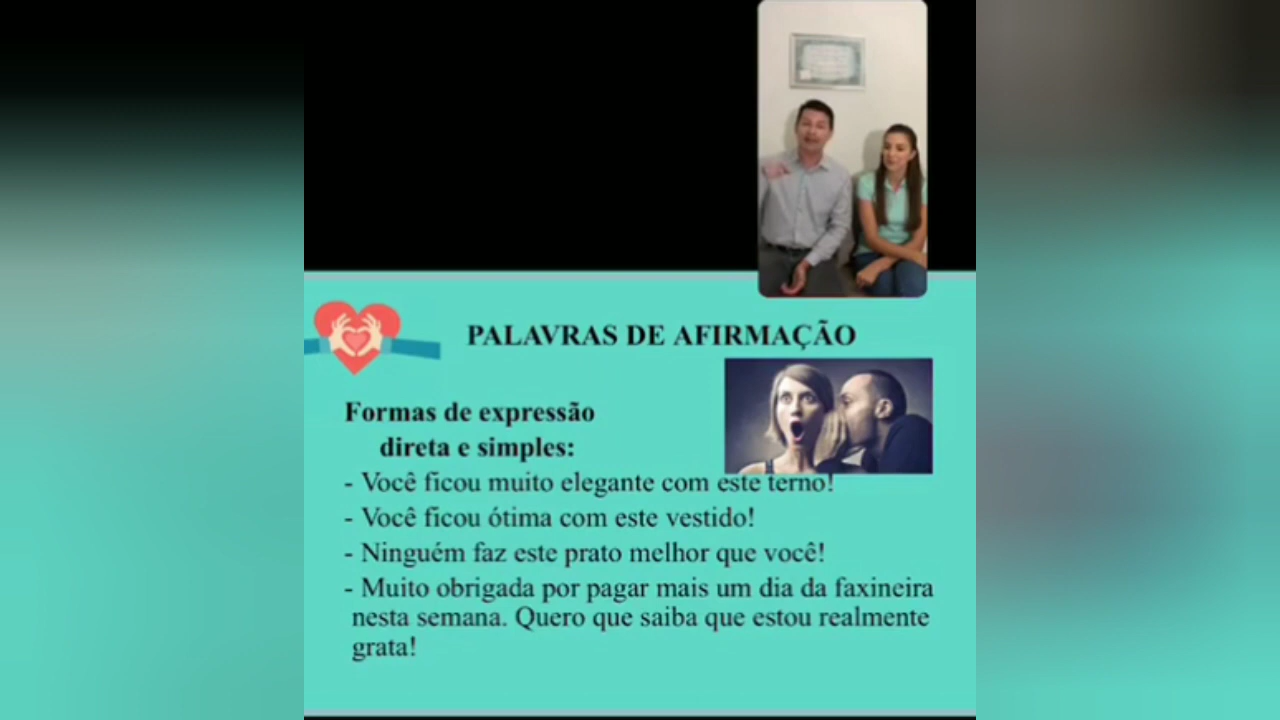 PALAVRAS DE AFIRMAÇÃO
Formas de expressão
direta e simples:
- Você ficou muito elegante com este terno!
- Você ficou ótima com este vestido!
- Ninguém faz este prato melhor que você!
- Muito obrigada por pagar mais um dia da faxineira
nesta semana. Quero que saiba que estou realmente
grata!